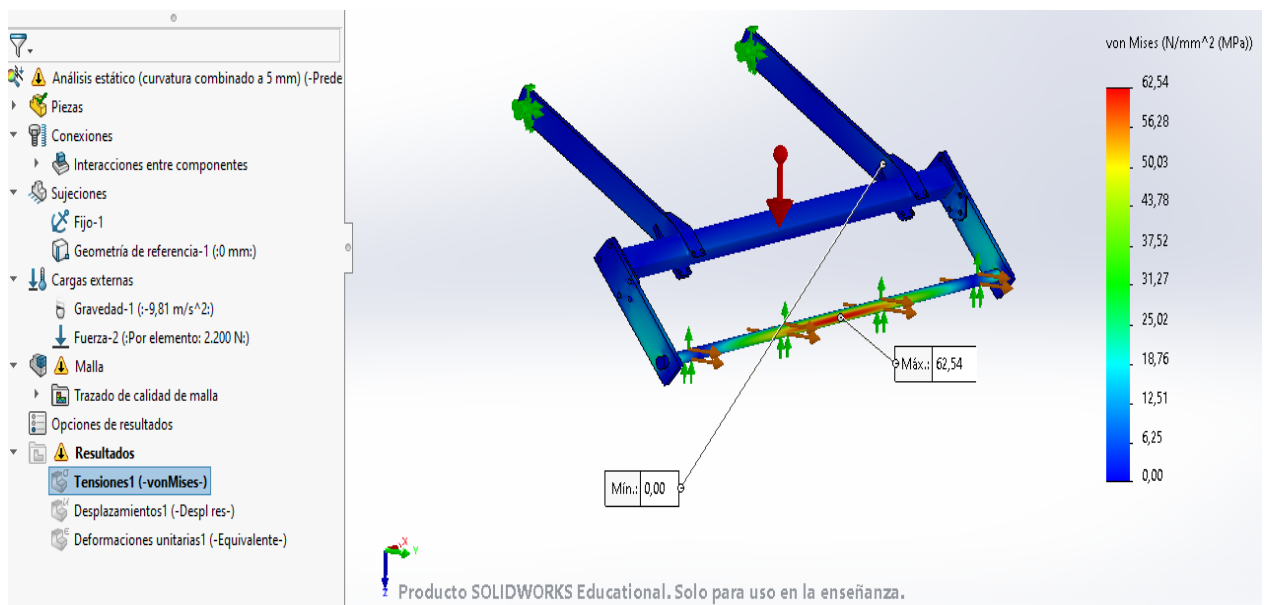 Análisis estático (curvatura combinado a 5 mm) (-Prede
Piezas
Conexiones
Interacciones entre componentes
Sujeciones
Fijo-1
Geometría de referencia-1 (:0 mm:)
Cargas externas
Gravedad-1 (:-9,81 m/s^2:)
Fuerza-2 (:Por elemento: 2.200 N:)
Malla
Trazado de calidad de malla
Opciones de resultados
Resultados
Tensiones1 (-vonMises-)
Desplazamientos1 (-Despl res-)
Deformaciones unitarias1 (-Equivalente-)
von Mises (N/mm^2 (MPa))
62,54
56,28
50,03
43,78
37,52
31,27
25,02
18,76
12,51
6,25
0,00
Máx.: 62,54
Mín.: 0,00
X
Y
Z
Producto SOLIDWORKS Educational. Solo para uso en la enseñanza.